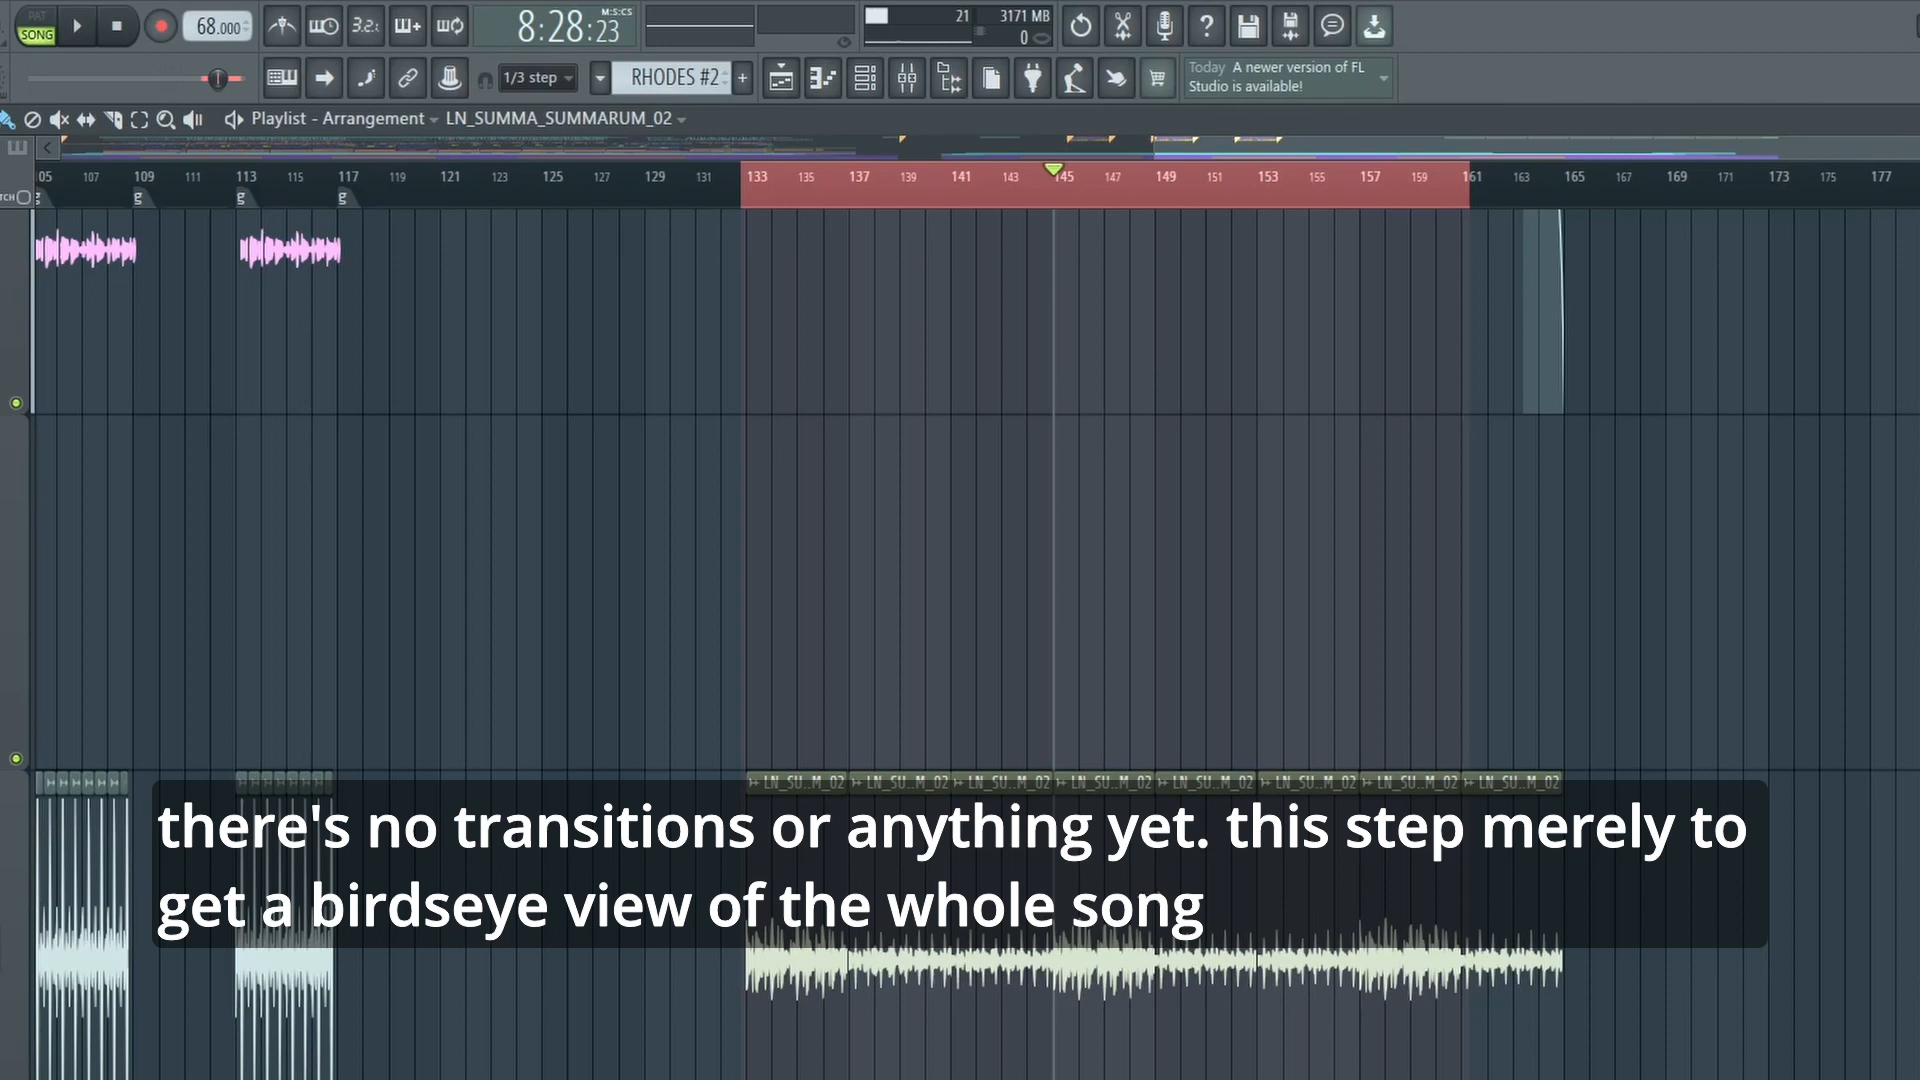 PAT
SONG
68.000
3.2.
8:28:23
M:S:CS
21
3171 MB
0
1/3 step
RHODES #2
Today A newer version of FL
Studio is available!
Playlist - Arrangement
LN_SUMMA_SUMMARUM_02
05 107 109 111 113 115 117 119 121 123 125 127 129 131 133 135 137 139 141 143 145 147 149 151 153 155 157 159 161 163 165 167 169 171 173 175 177
LN_SU..M_02 LN_SU..M_02 LN_SU..M_02 LN_SU..M_02 LN_SU..M_02 LN_SU..M_02 LN_SU..M_02 LN_SU..M_02
there's no transitions or anything yet. this step merely to
get a birdseye view of the whole song